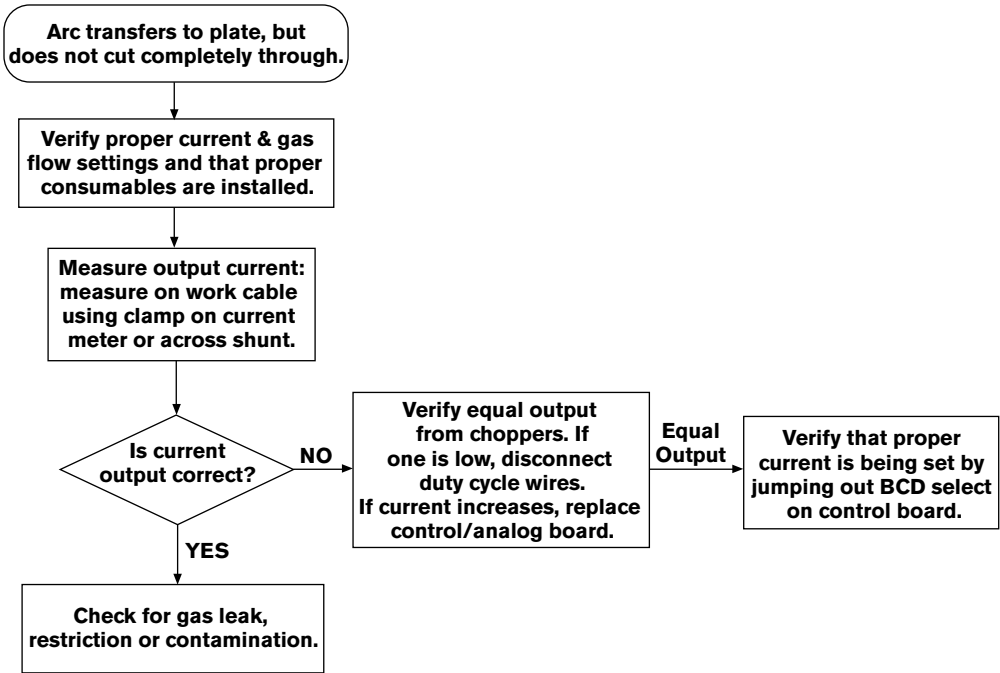 Arc transfers to plate, but
does not cut completely through.
Verify proper current & gas
flow settings and that proper
consumables are installed.
Measure output current:
measure on work cable
using clamp on current
meter or across shunt.
Is current
output correct?
NO
Verify equal output
from choppers. If
one is low, disconnect
duty cycle wires.
If current increases, replace
control/analog board.
Equal
Output
Verify that proper
current is being set by
jumping out BCD select
on control board.
YES
Check for gas leak,
restriction or contamination.